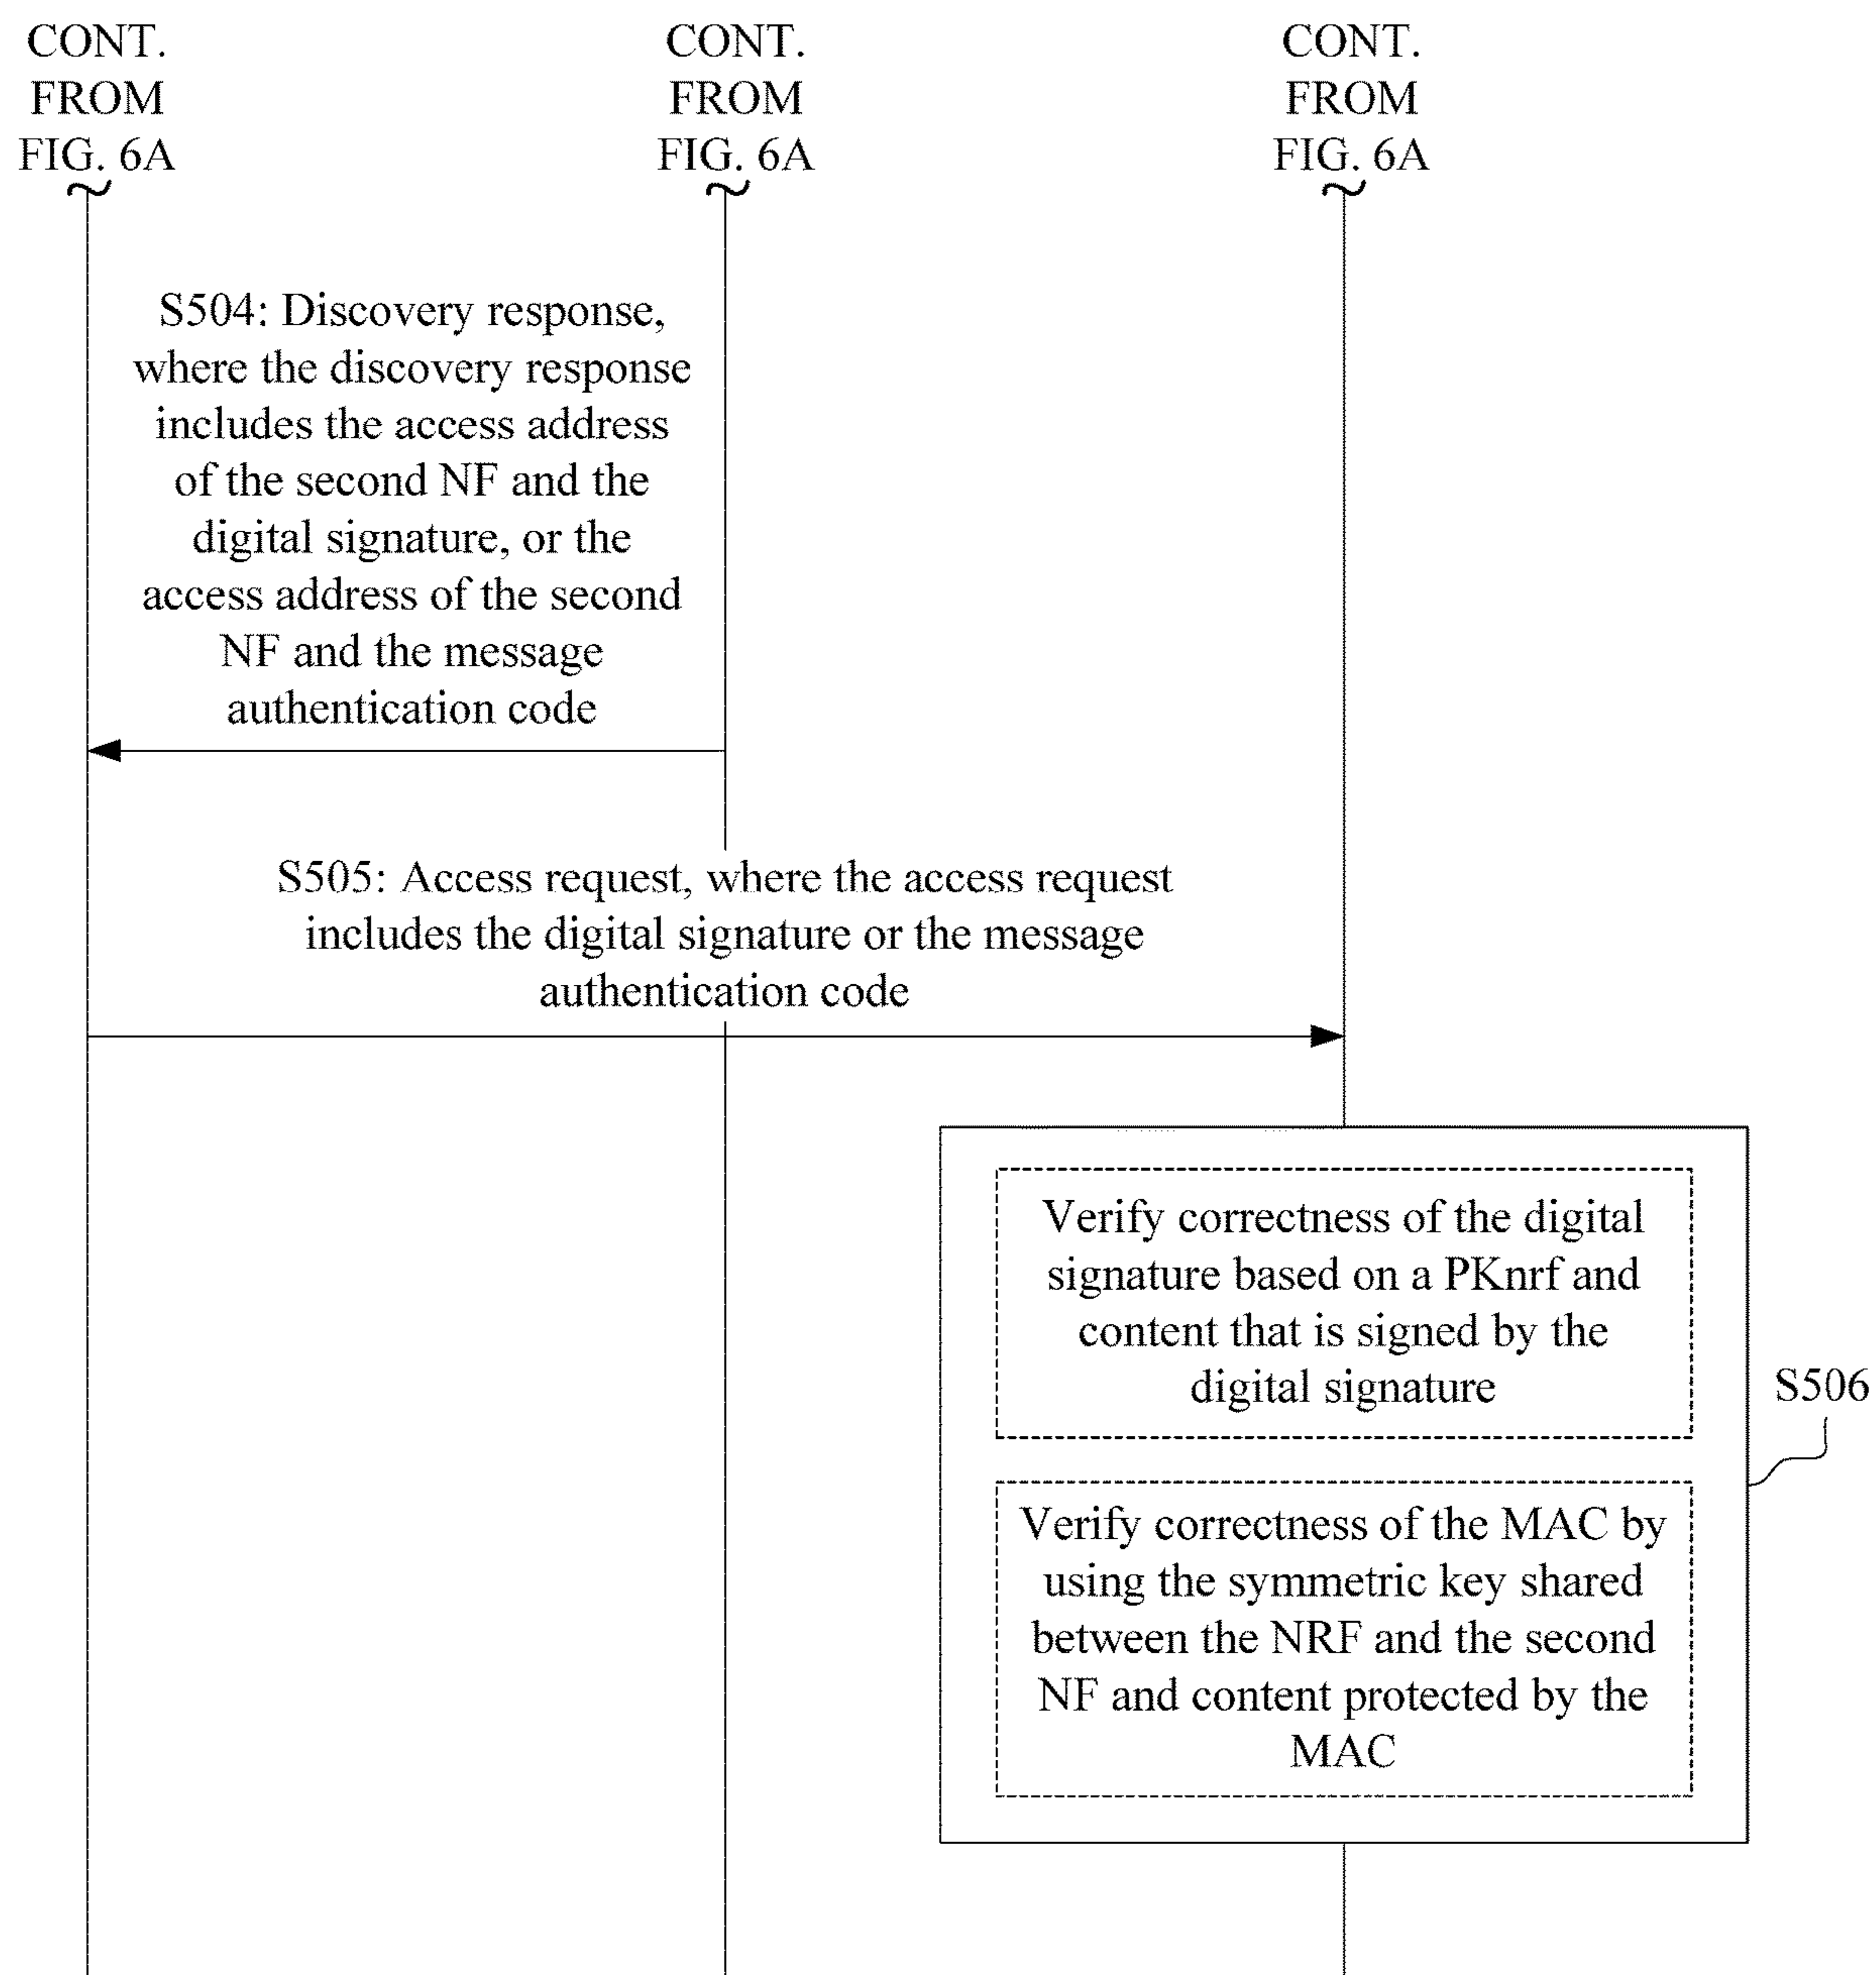 CONT.
FROM
FIG. 6A
CONT.
FROM
FIG. 6A
CONT.
FROM
FIG. 6A
S504: Discovery response,
where the discovery response
includes the access address
of the second NF and the
digital signature, or the
access address of the second
NF and the message
authentication code
S505: Access request, where the access request
includes the digital signature or the message
authentication code
Verify correctness of the digital
signature based on a PKnrf and
content that is signed by the
digital signature
S506
Verify correctness of the MAC by
using the symmetric key shared
between the NRF and the second
NF and content protected by the
MAC